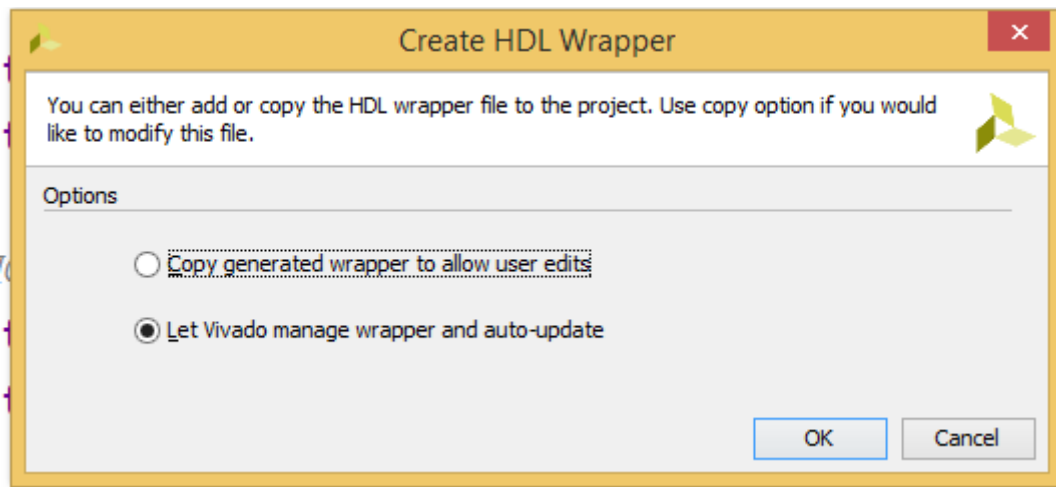 Create HDL Wrapper
You can either add or copy the HDL wrapper file to the project. Use copy option if you would
like to modify this file.
Options
Copy generated wrapper to allow user edits
Let Vivado manage wrapper and auto-update
OK
Cancel